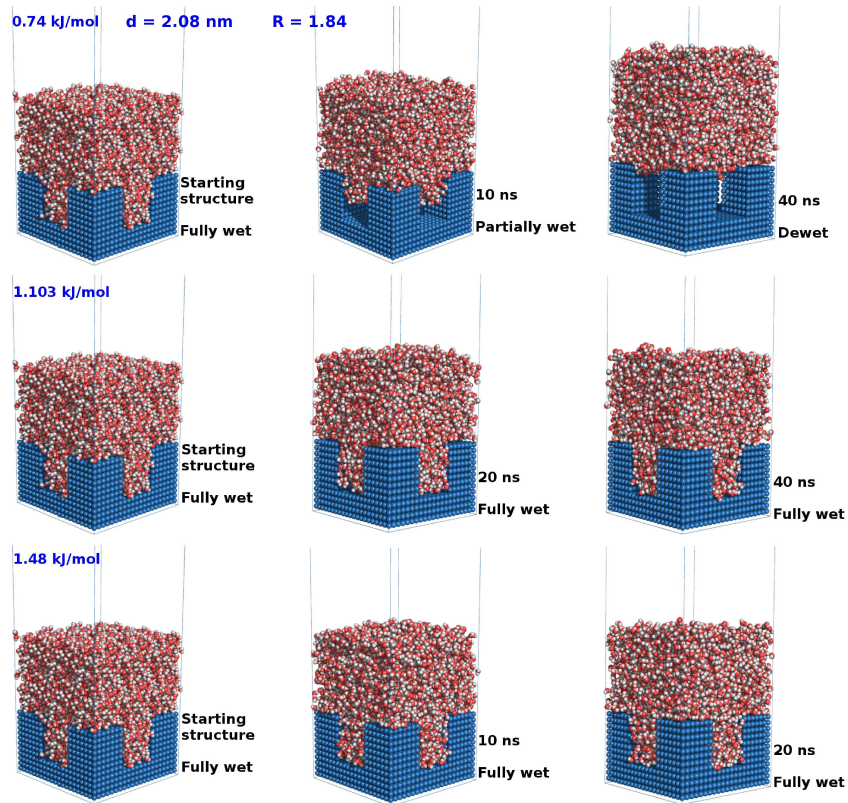 0.74 kJ/mol d = 2.08 nm R = 1.84
Starting
structure
Fully wet
10 ns
Partially wet
40 ns
Dewet
1.103 kJ/mol
Starting
structure
Fully wet
20 ns
Fully wet
40 ns
Fully wet
1.48 kJ/mol
Starting
structure
Fully wet
10 ns
Fully wet
20 ns
Fully wet